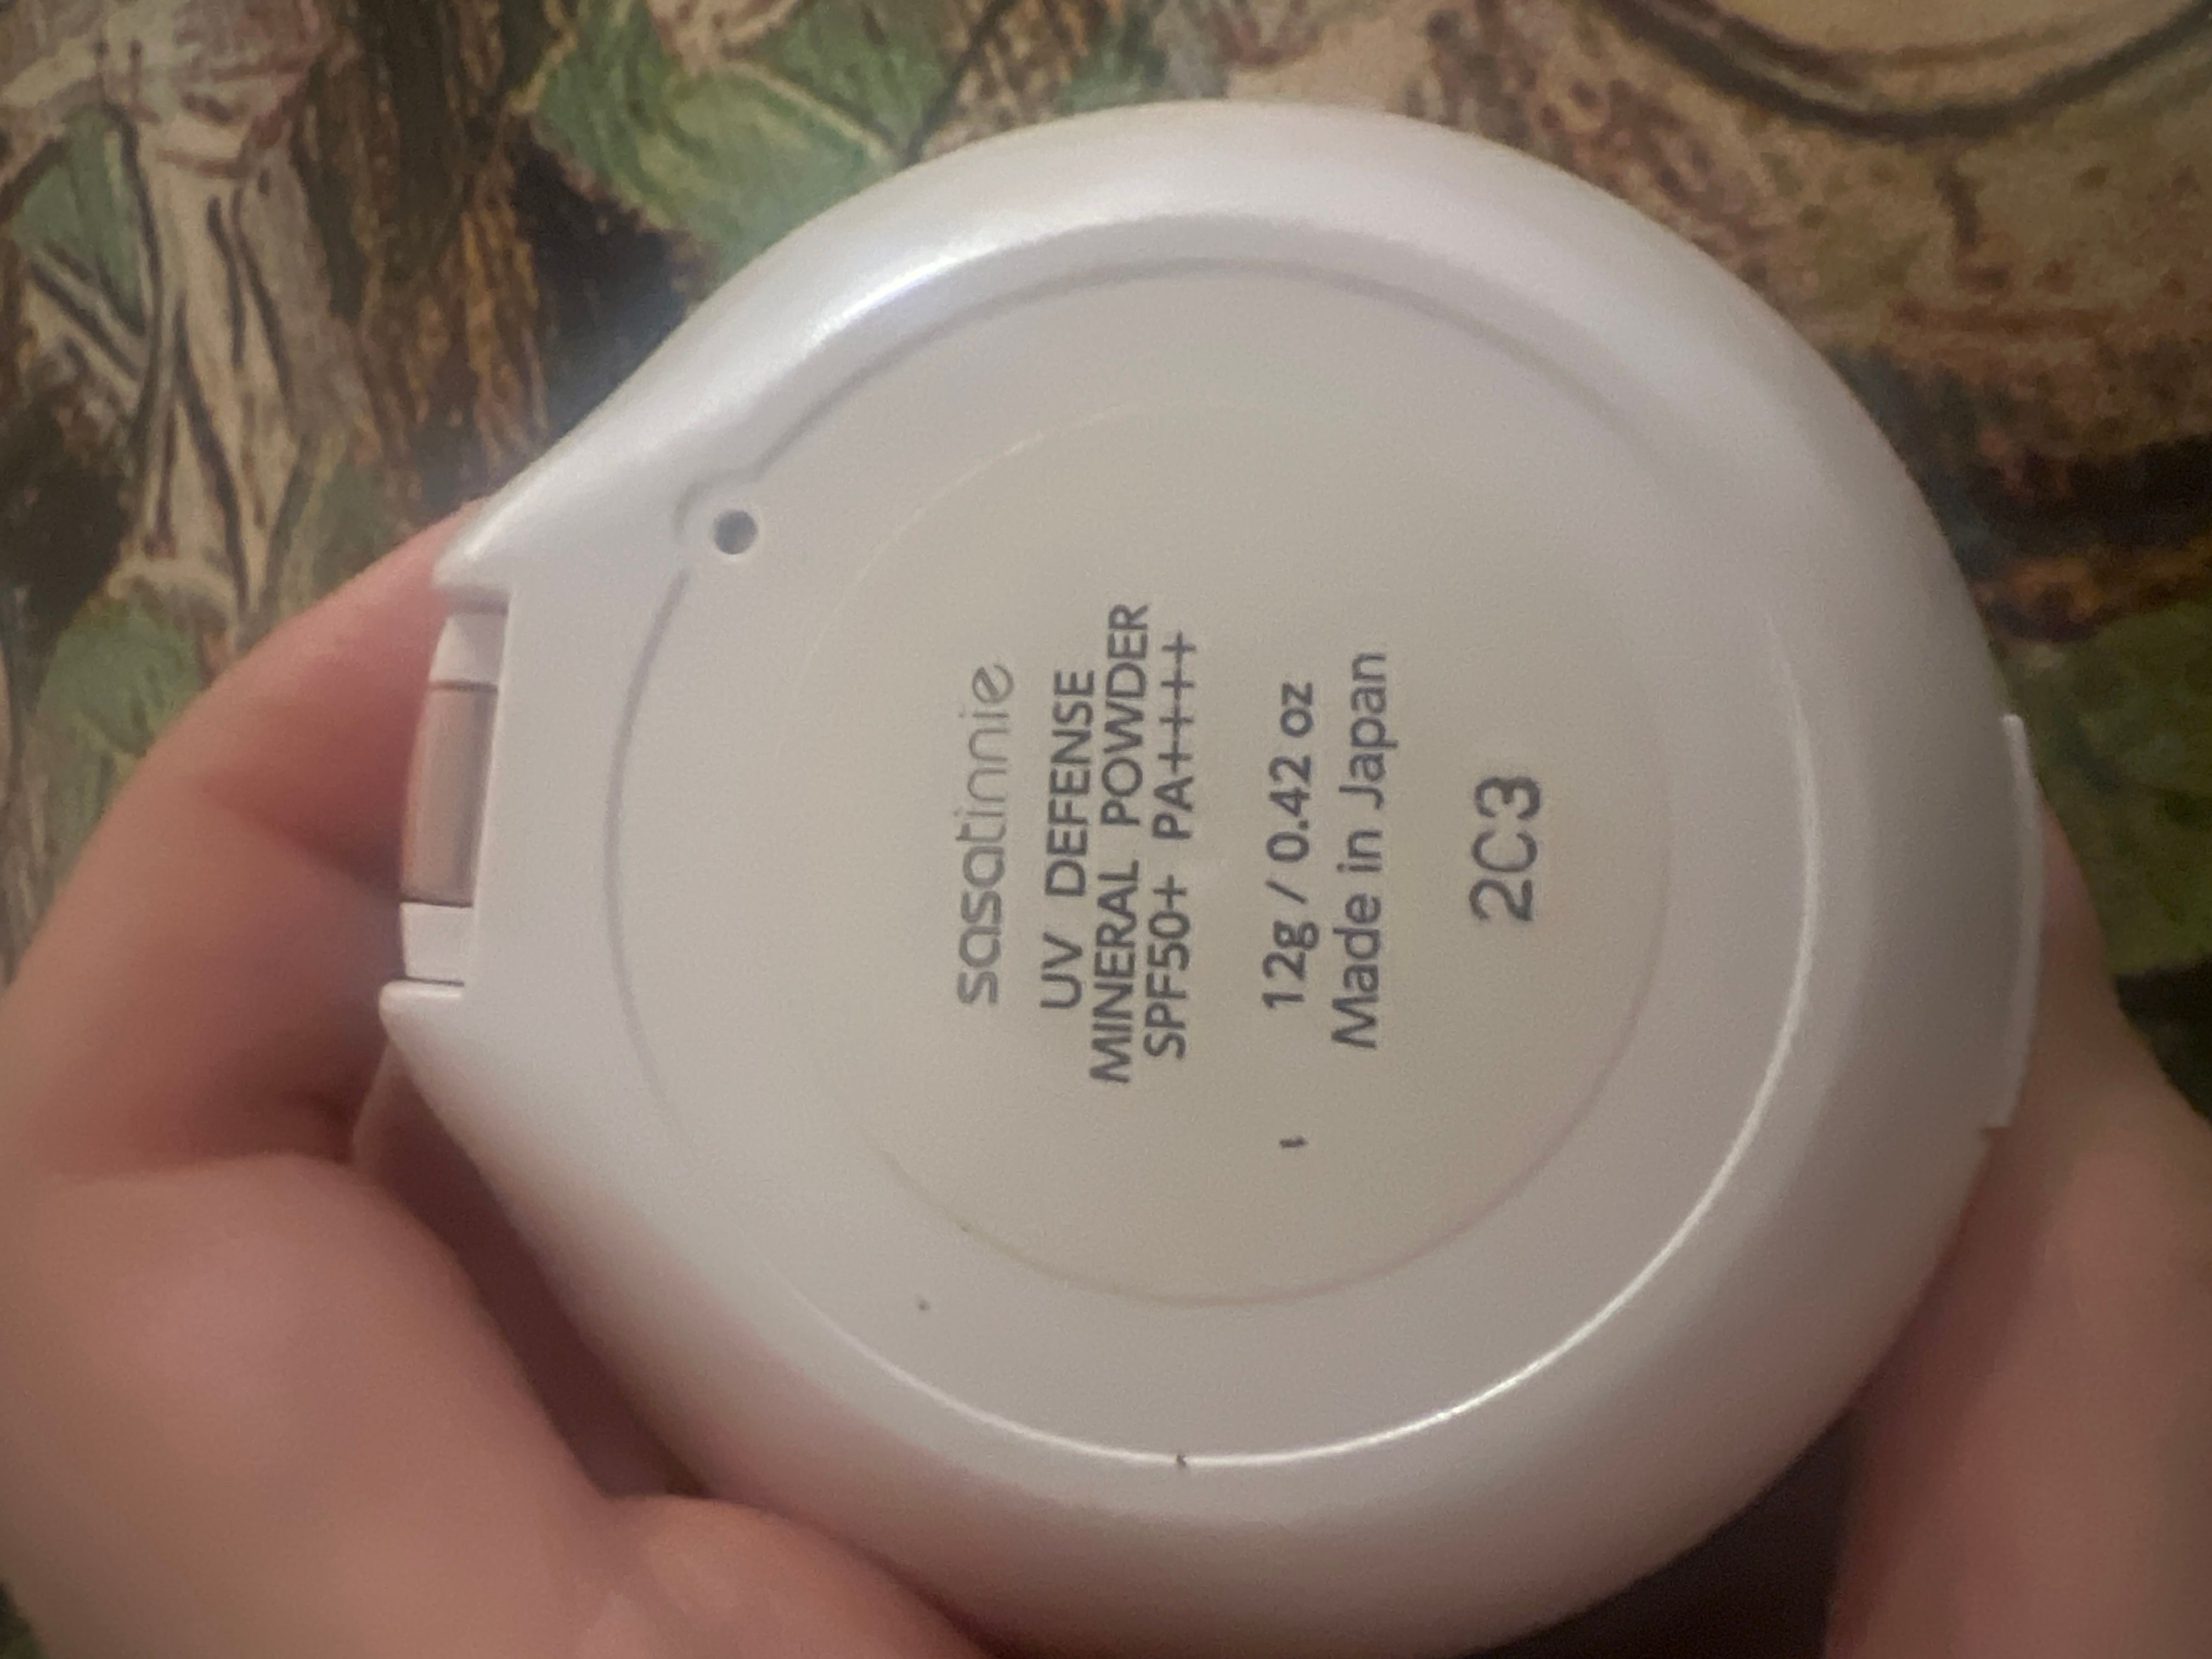 sasatinnie
UV DEFENSE
MINERAL POWDER
SPF50+ PA++++
12g / 0.42 oz
Made in Japan
2C3